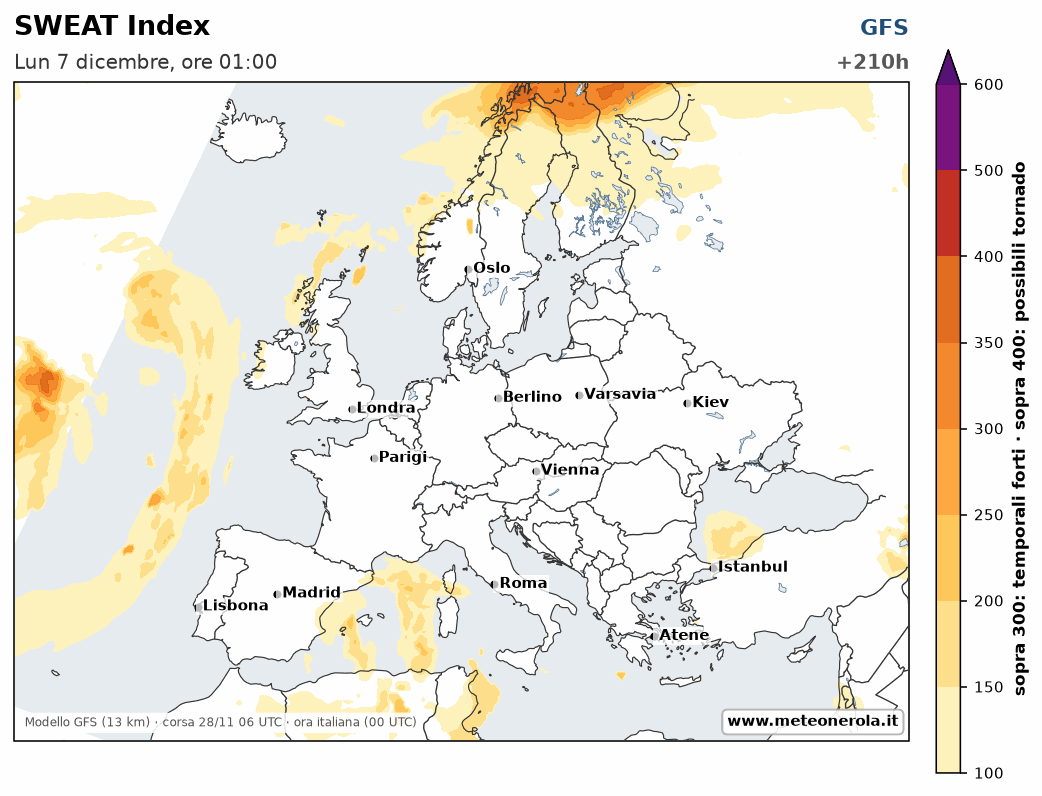 SWEAT Index
GFS
Lun 7 dicembre, ore 01:00
+210h
600
500
400
350
300
250
200
150
100
sopra 300: temporali forti · sopra 400: possibili tornado
Oslo
Londra
Berlino
Varsavia
Kiev
Parigi
Vienna
Istanbul
Roma
Madrid
Lisbona
Atene
Modello GFS (13 km) · corsa 28/11 06 UTC · ora italiana (00 UTC)
www.meteonerola.it